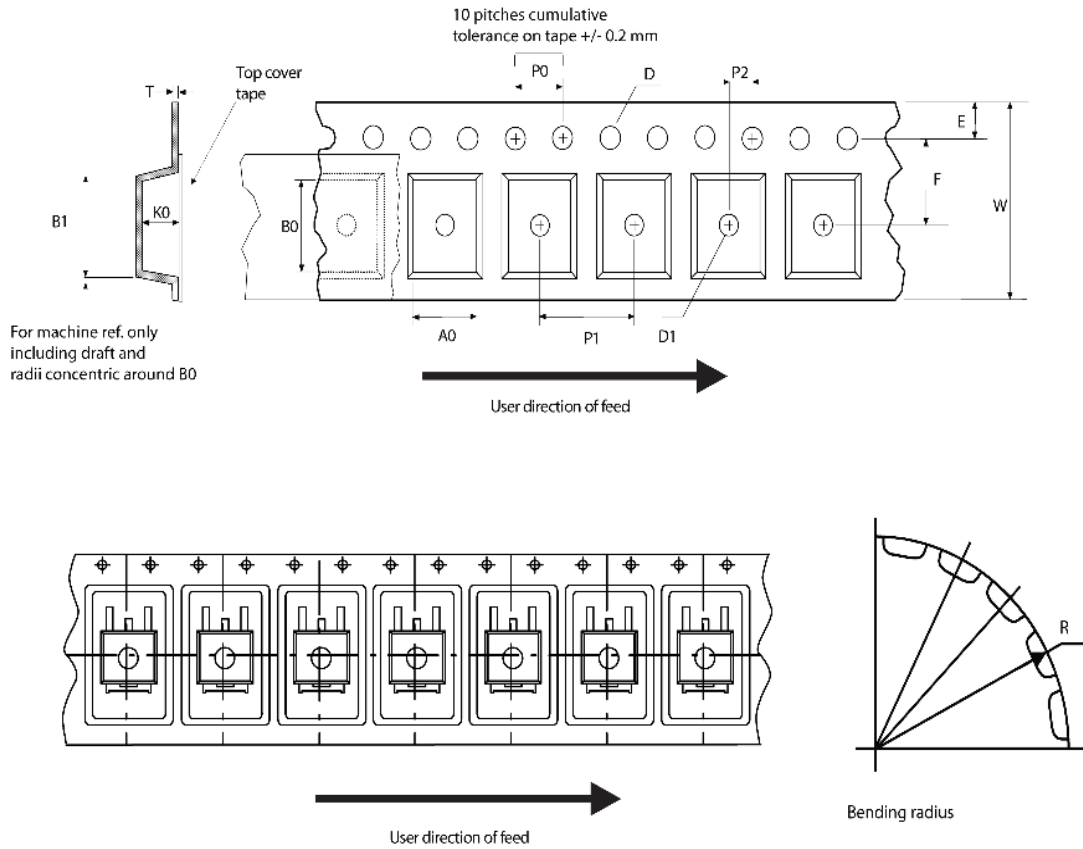 10 pitches cumulative
tolerance on tape +/- 0.2 mm
P0
D
P2
T
Top cover
tape
E
F
W
B1
K0
B0
A0
P1
D1
For machine ref. only
including draft and
radii concentric around B0
User direction of feed
R
Bending radius
User direction of feed